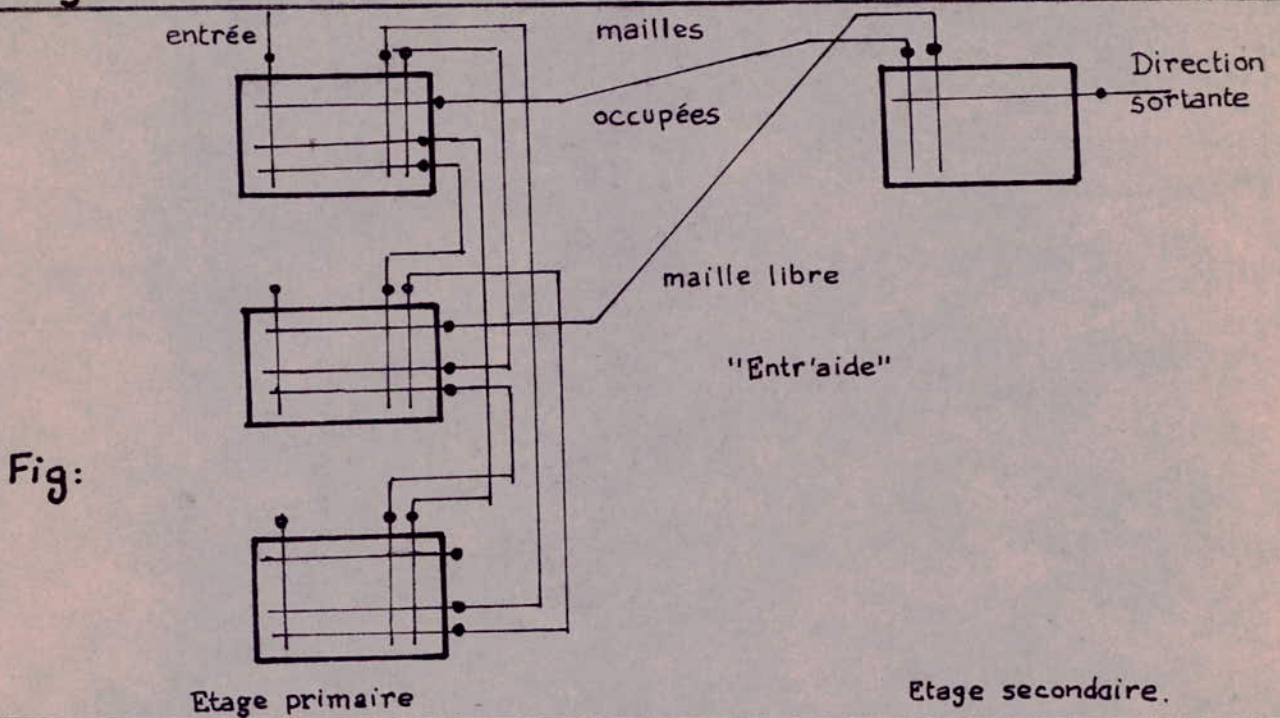 entrée
mailles
occupées
Direction
sortante
maille libre
"Entr'aide"
Fig:
Etage primaire
Etage secondaire.